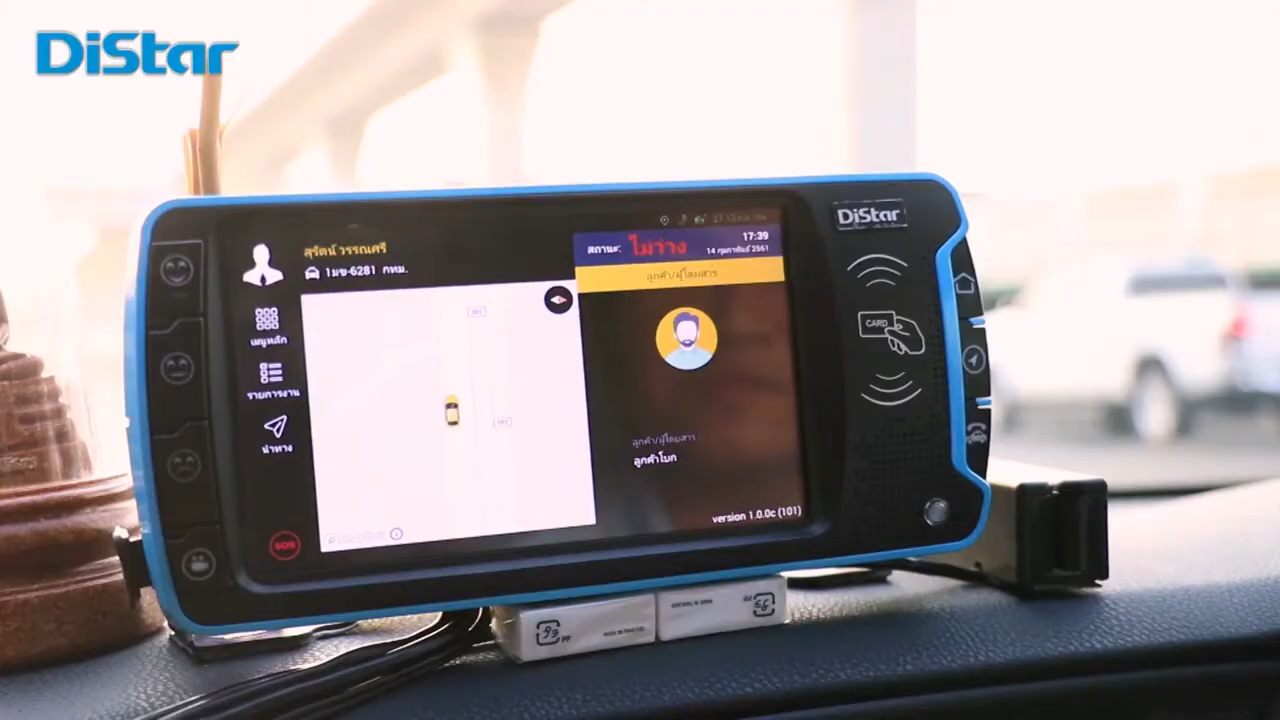 DiStar
DiStar
สุรัตน์ วรรณศรี
1มข-6281 กทม.
สถานะ: ไม่ว่าง
17:39
14 กุมภาพันธ์ 2561
ลูกค้า/ผู้โดยสาร
เมนูหลัก
รายการงาน
นำทาง
CARD
ลูกค้า/ผู้โดยสาร
ลูกค้าโบก
SOS
version 1.0.0c (101)
PP
PP